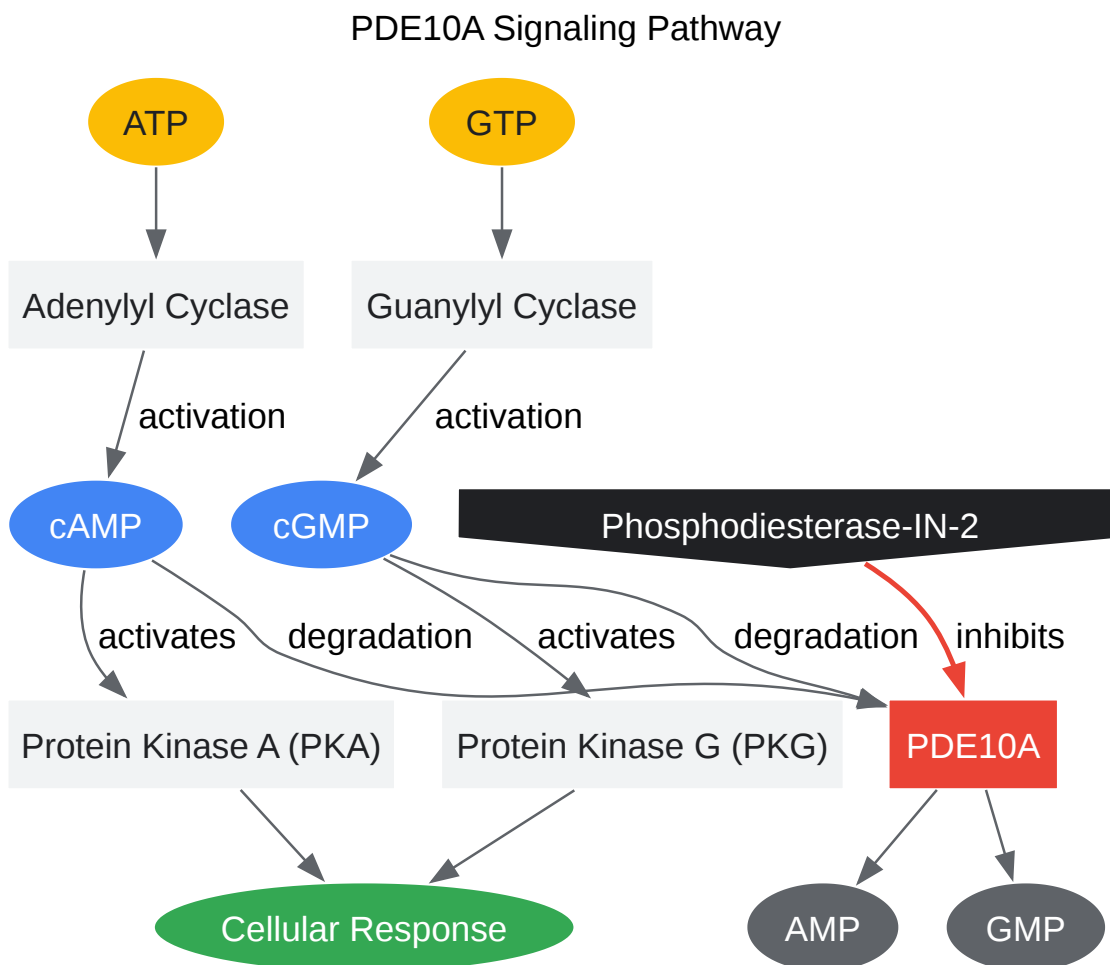 PDE10A Signaling Pathway
ATP
GTP
Adenylyl Cyclase
Guanylyl Cyclase
activation
activation
cAMP
cGMP
Phosphodiesterase-IN-2
activates
degradation
activates
degradation
inhibits
Protein Kinase A (PKA)
Protein Kinase G (PKG)
PDE10A
Cellular Response
AMP
GMP